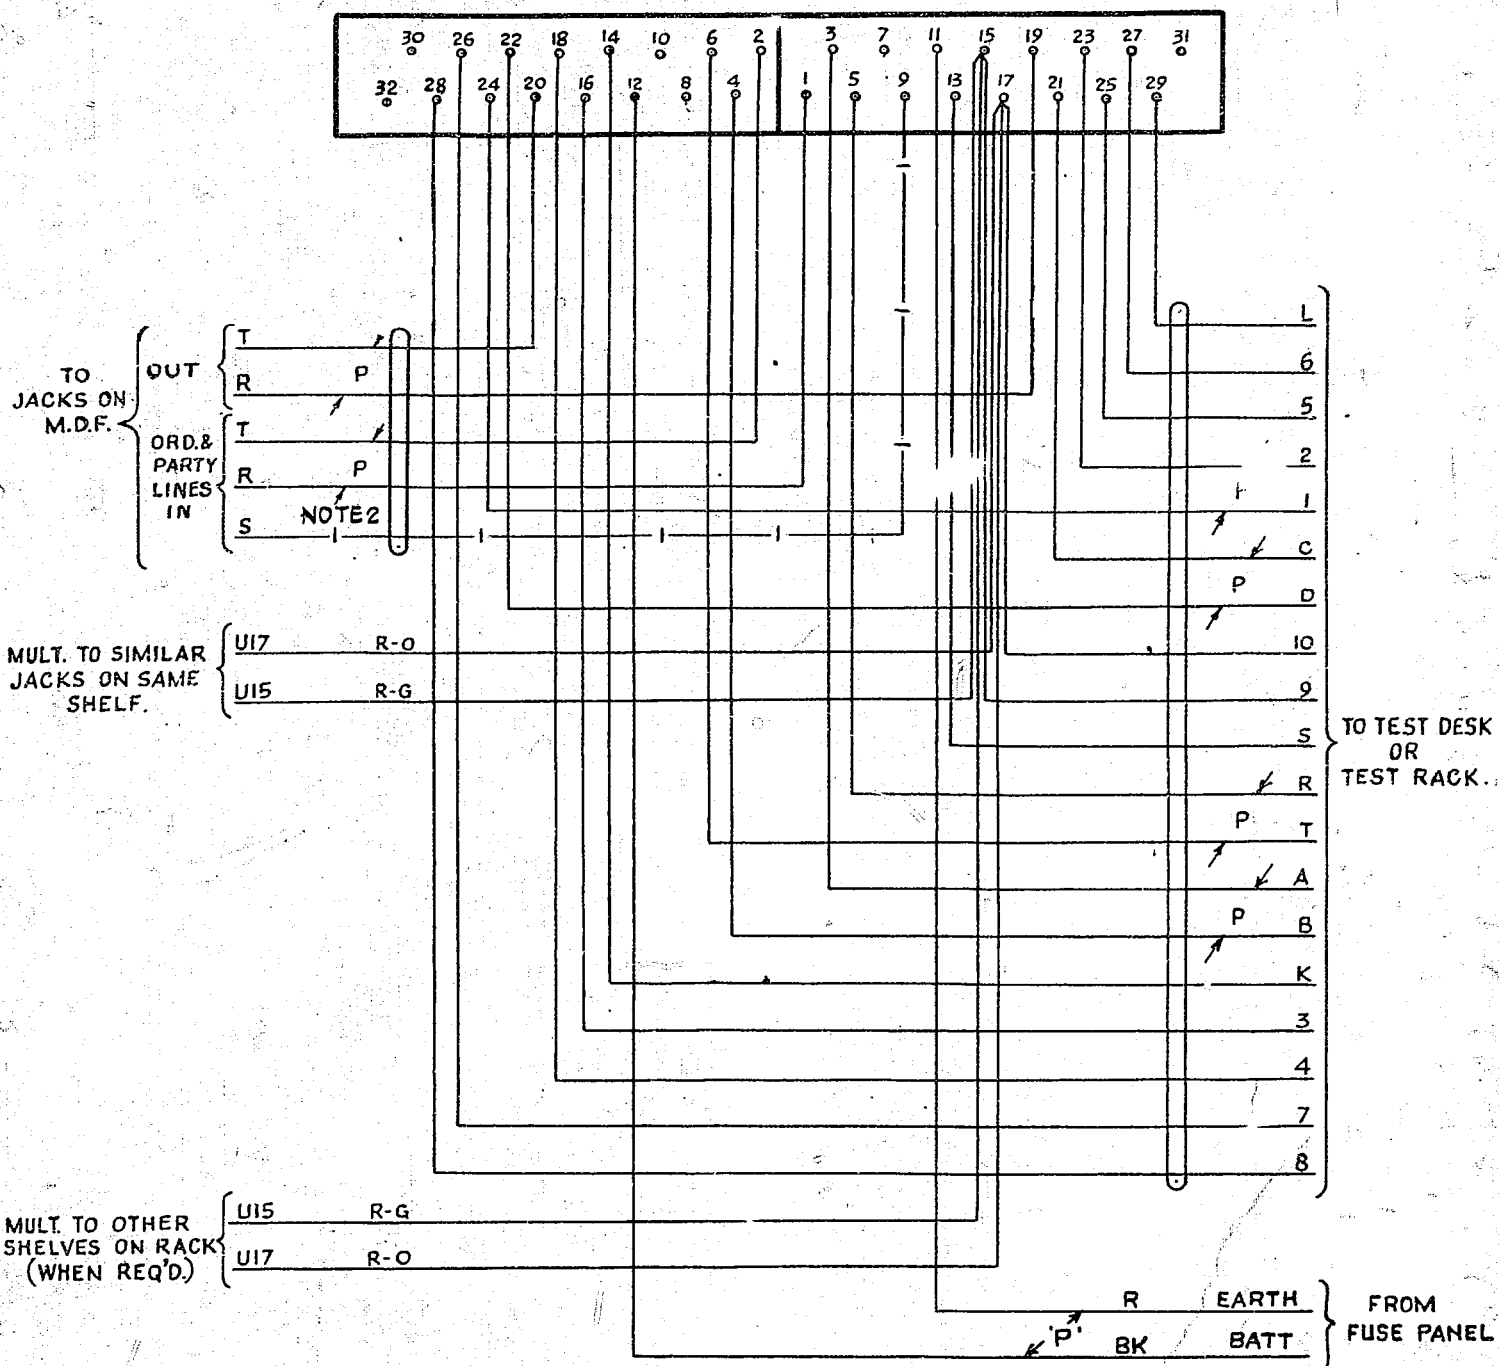 30 26 22 18 14 10 6 2 3 7 11 15 19 23 27 31
32 28 24 20 16 12 8 4 1 5 9 13 17 21 25 29
TO
JACKS ON
M.D.F.
OUT
T
R P
ORD.&
PARTY
LINES
IN
T
R P
S NOTE 2
MULT. TO SIMILAR
JACKS ON SAME
SHELF.
U17 R-O
U15 R-G
MULT. TO OTHER
SHELVES ON RACK
(WHEN REQ'D.)
U15 R-G
U17 R-O
L
6
5
2
1
C
P D
10
9
S
R
P T
A
P B
K
3
4
7
8
TO TEST DESK
OR
TEST RACK.
R EARTH
'P' BK BATT
FROM
FUSE PANEL